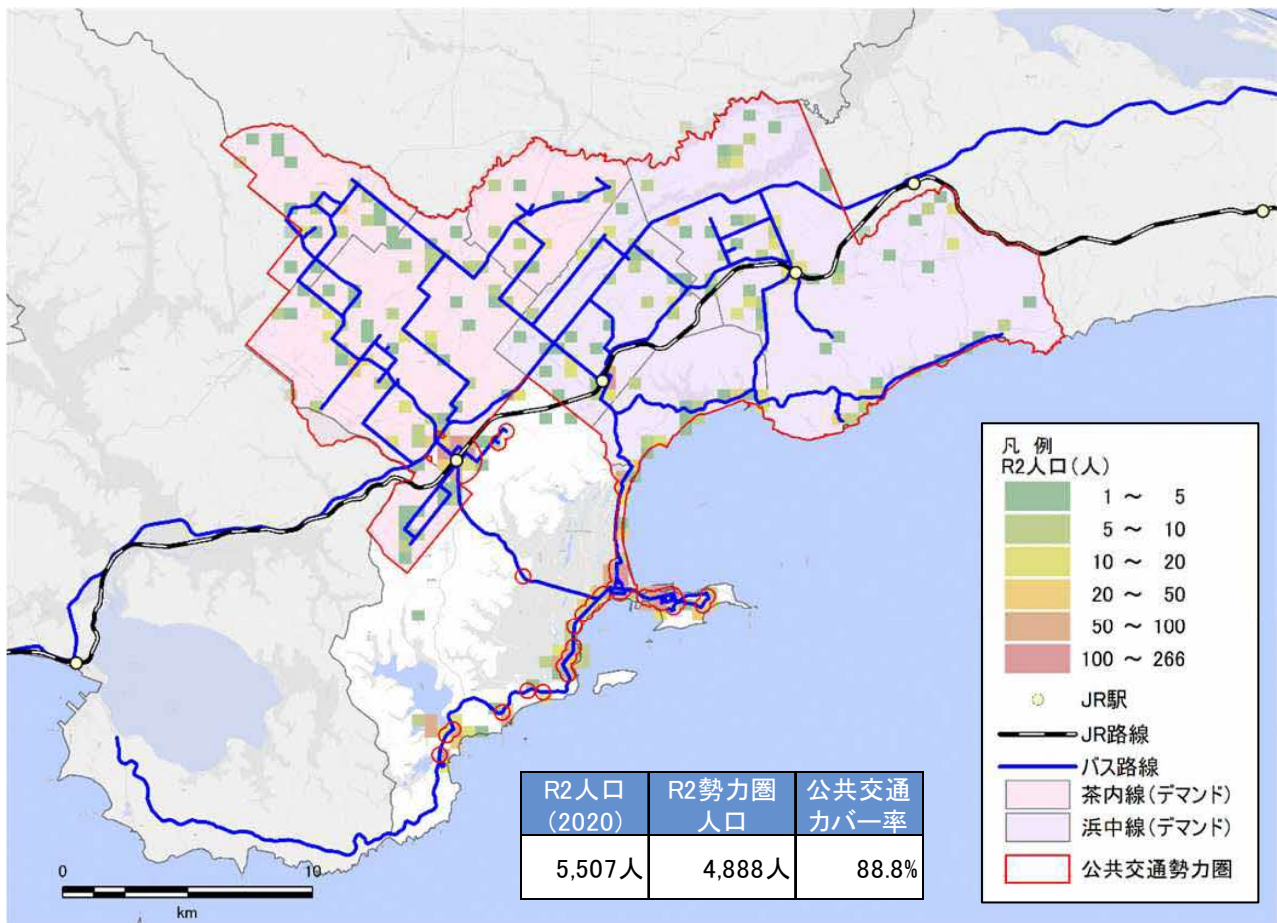 凡 例
R2人口(人)
1 ～ 5
5 ～ 10
10 ～ 20
20 ～ 50
50 ～ 100
100 ～ 266
JR駅
JR路線
バス路線
茶内線(デマンド)
浜中線(デマンド)
公共交通勢力圏
R2人口
(2020)
R2勢力圏
人口
公共交通
カバー率
5,507人
4,888人
88.8%
0
10
km